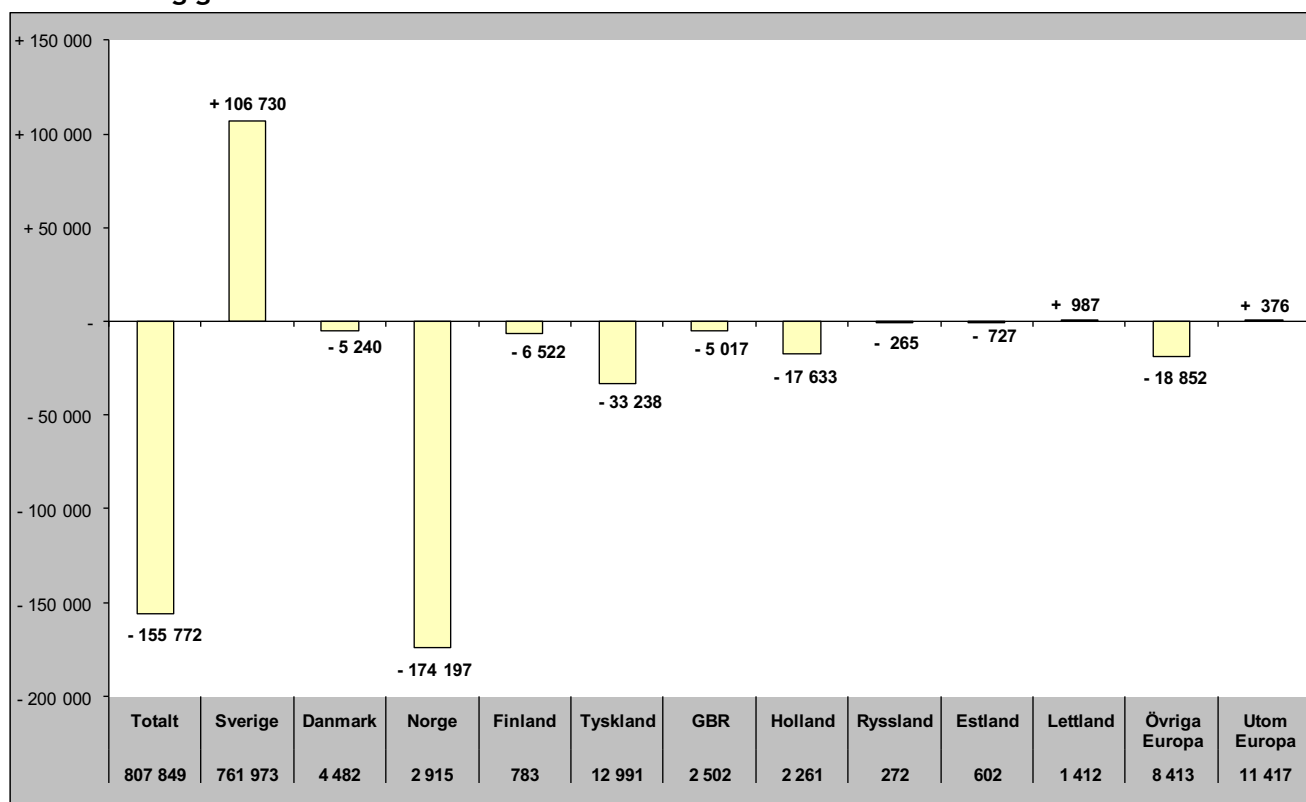 + 150 000
+ 100 000
+ 50 000
-
- 50 000
- 100 000
- 150 000
- 200 000
+ 106 730
+ 987
+ 376
- 5 240
- 6 522
- 5 017
- 265
- 727
- 17 633
- 18 852
- 33 238
- 155 772
- 174 197
Totalt Sverige Danmark Norge Finland Tyskland GBR Holland Ryssland Estland Lettland Övriga Europa Utom Europa
807 849 761 973 4 482 2 915 783 12 991 2 502 2 261 272 602 1 412 8 413 11 417